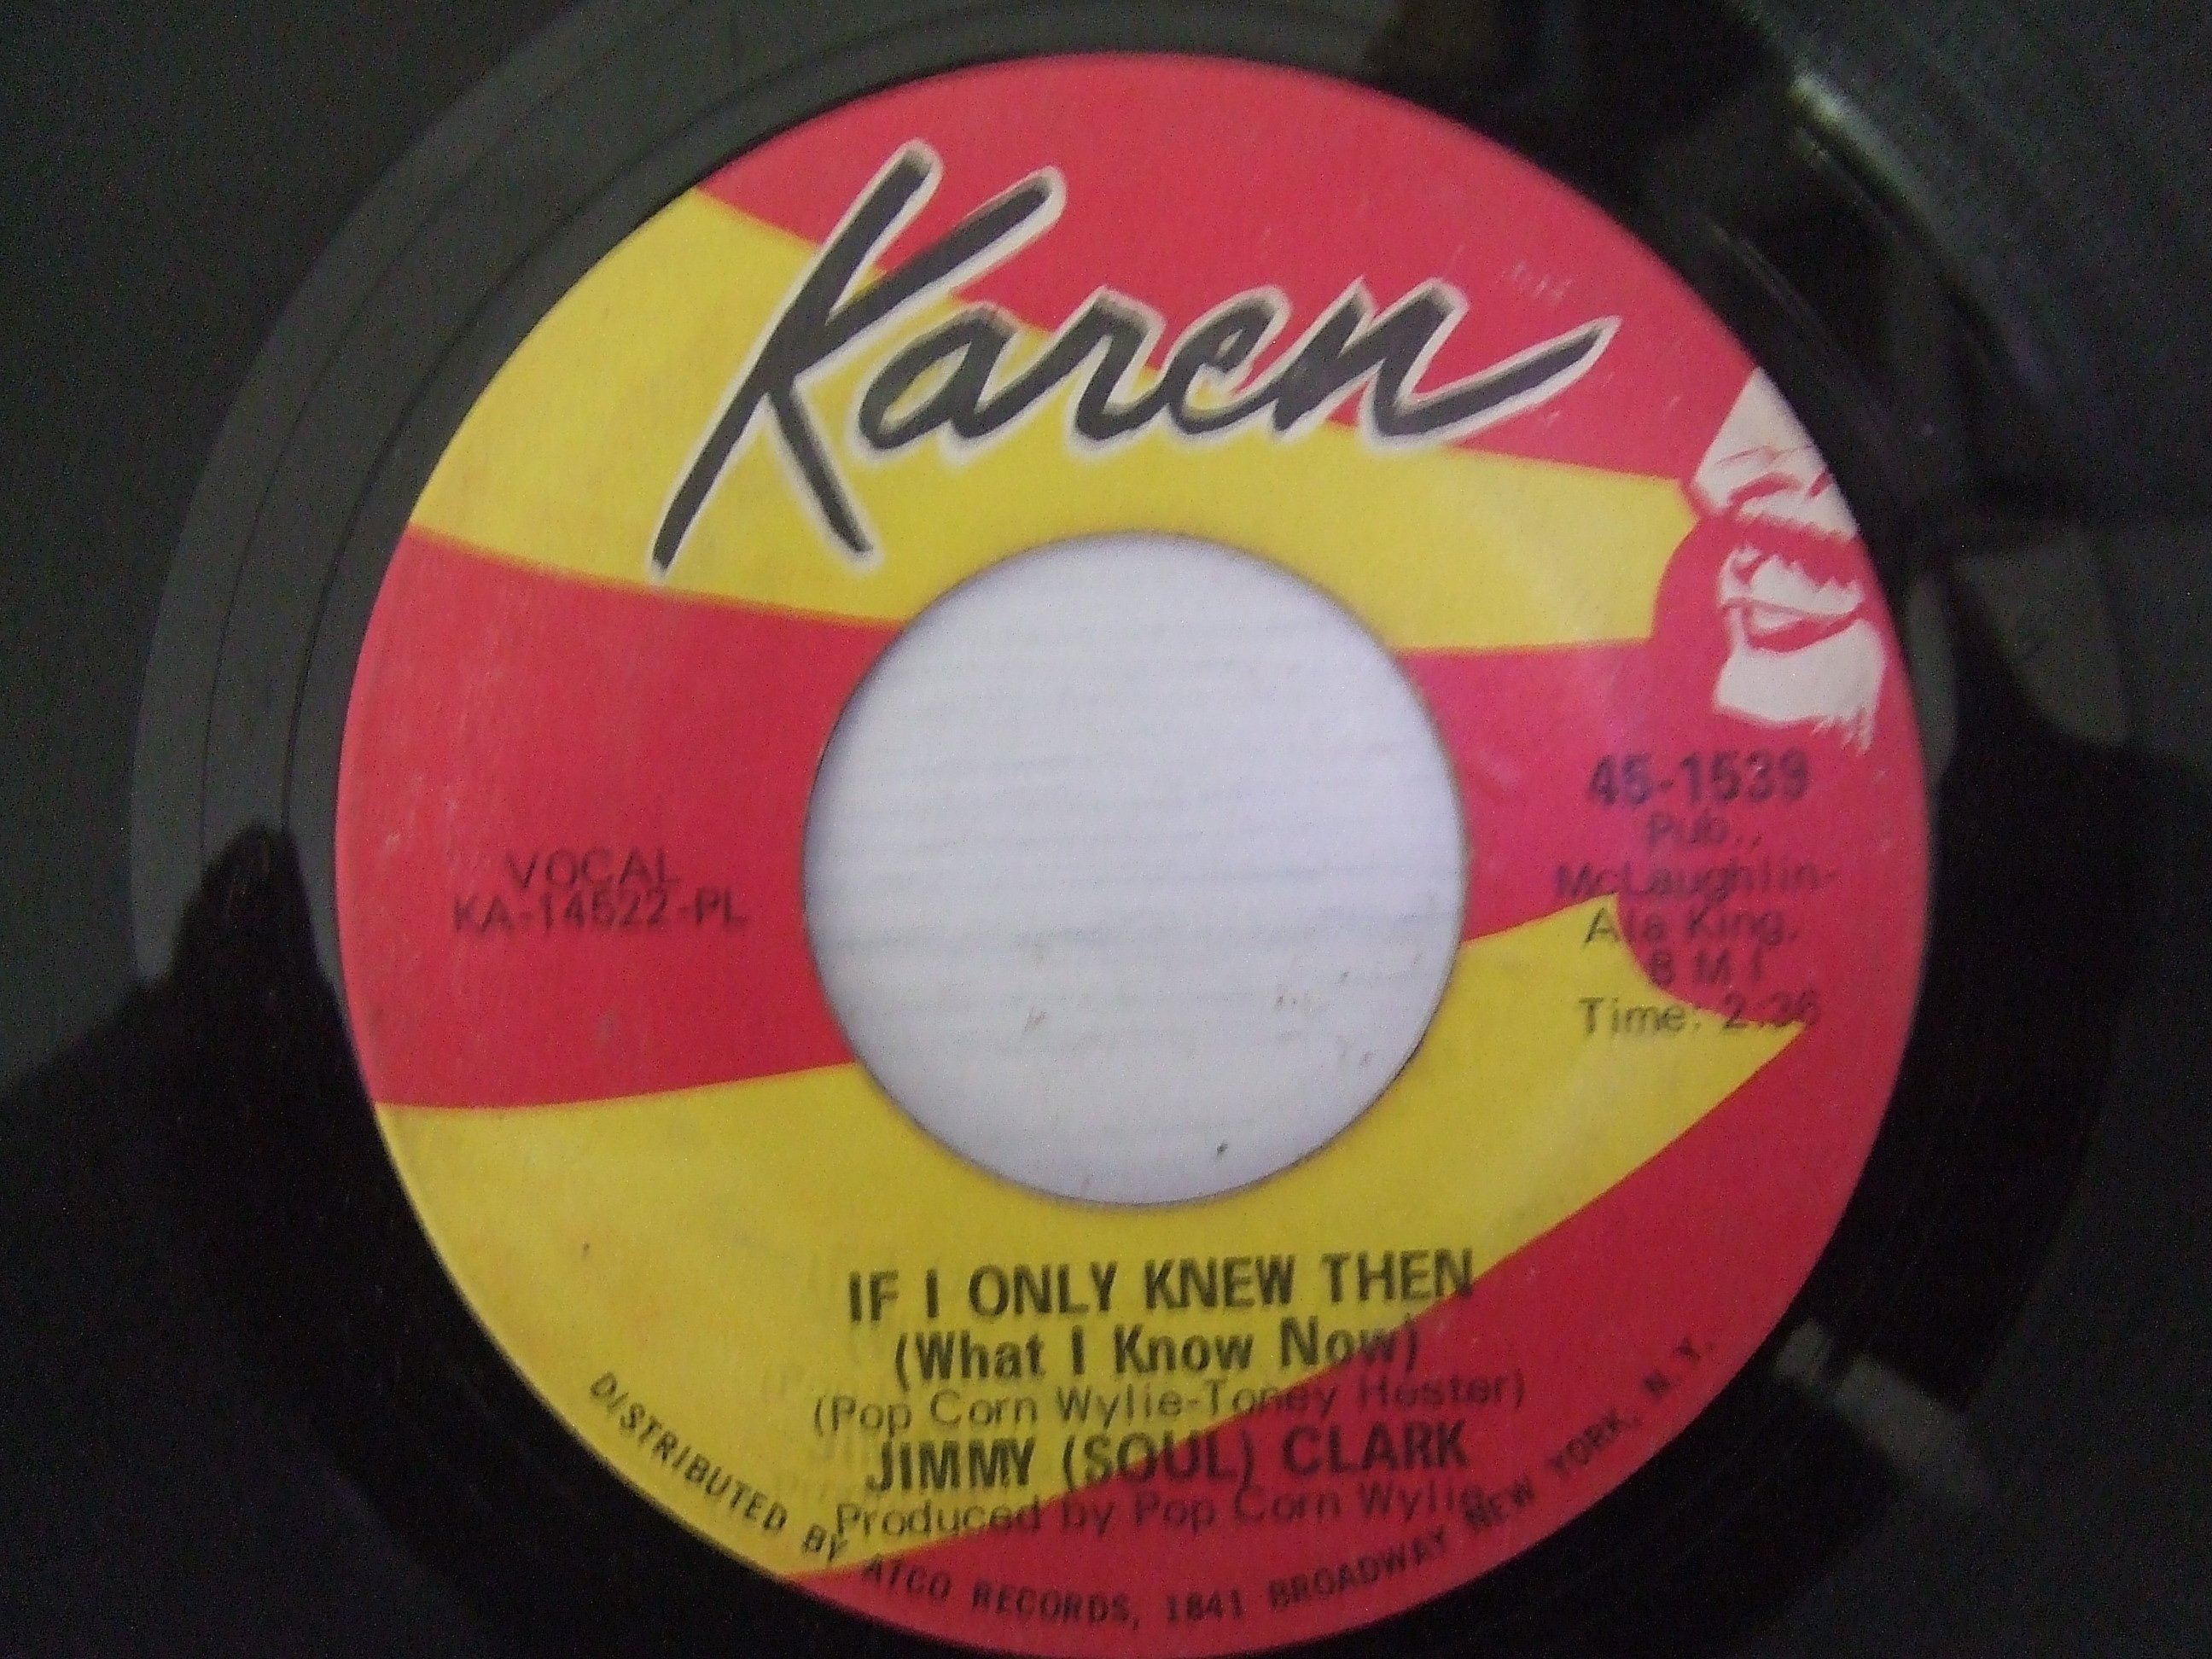 Karen
45-1539
Pub.,
McLaughlin-
Ala King,
B M I
Time: 2:36
VOCAL
KA-14522-PL
IF I ONLY KNEW THEN
(What I Know Now)
(Pop Corn Wylie-Toney Hester)
JIMMY (SOUL) CLARK
Produced by Pop Corn Wylie
DISTRIBUTED BY ATCO RECORDS, 1841 BROADWAY NEW YORK, N.Y.